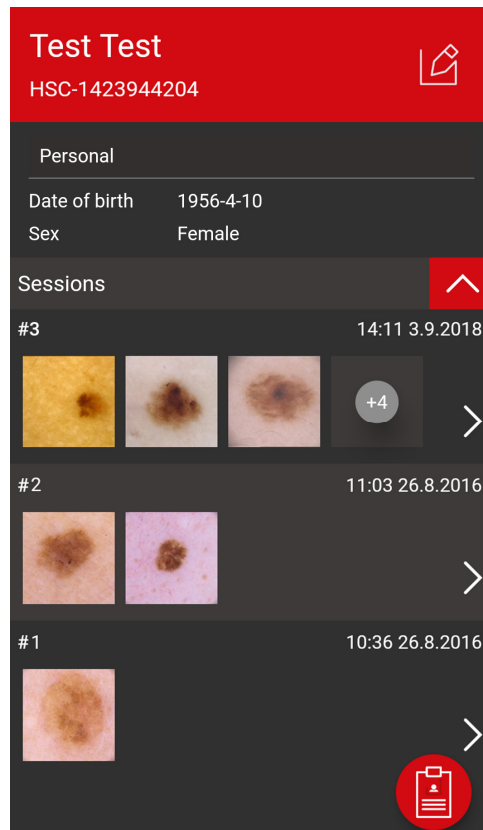 Test Test
HSC-1423944204
Personal
Date of birth 1956-4-10
Sex Female
Sessions
#3 14:11 3.9.2018
+4
#2 11:03 26.8.2016
#1 10:36 26.8.2016